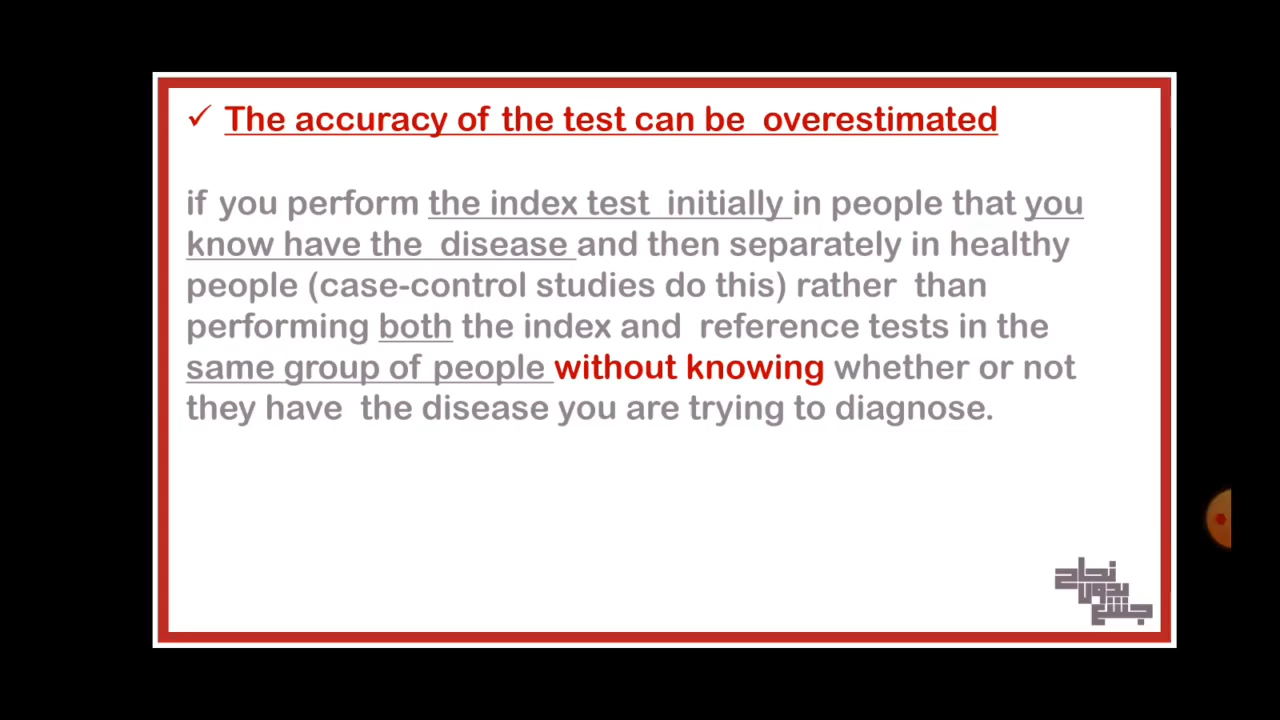 ✓ The accuracy of the test can be overestimated
if you perform the index test initially in people that you
know have the disease and then separately in healthy
people (case-control studies do this) rather than
performing both the index and reference tests in the
same group of people without knowing whether or not
they have the disease you are trying to diagnose.
نجاح
بدون
جشع